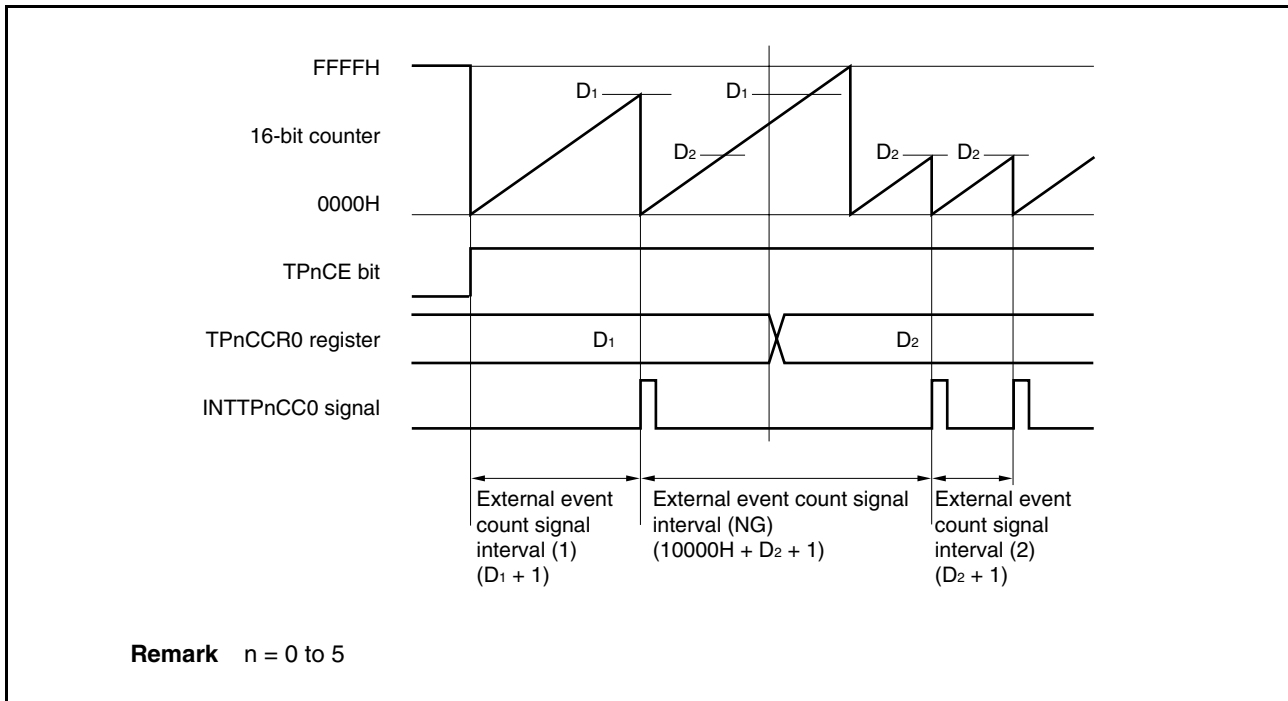 FFFFH
D1
D1
16-bit counter
D2
D2
D2
0000H
TPnCE bit
TPnCCR0 register
D1
D2
INTTPnCC0 signal
External event
count signal
interval (1)
(D1 + 1)
External event count signal
interval (NG)
(10000H + D2 + 1)
External event
count signal
interval (2)
(D2 + 1)
Remark n = 0 to 5